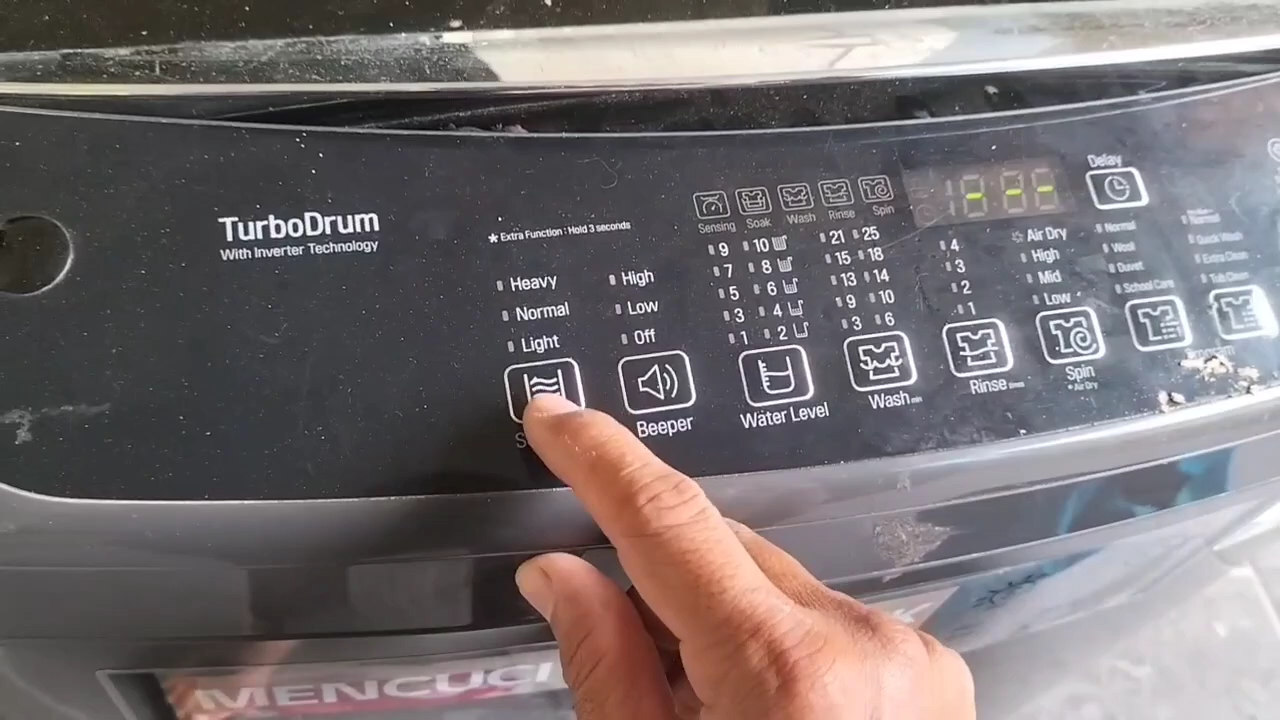 TurboDrum
With Inverter Technology
* Extra Function : Hold 3 seconds
Heavy
Normal
Light
High
Low
Off
Beeper
Sensing Soak Wash Rinse Spin
9 10
7 8
5 6
3 4
1 2
Water Level
21 25
15 18
13 14
9 10
3 6
Wash min
4
3
2
1
Rinse times
Air Dry
High
Mid
Low
Spin
* Air Dry
Delay
Normal
Wool
Duvet
School Care
Normal
Quick Wash
Extra Clean
Tub Clean
- - -
MENCUCI